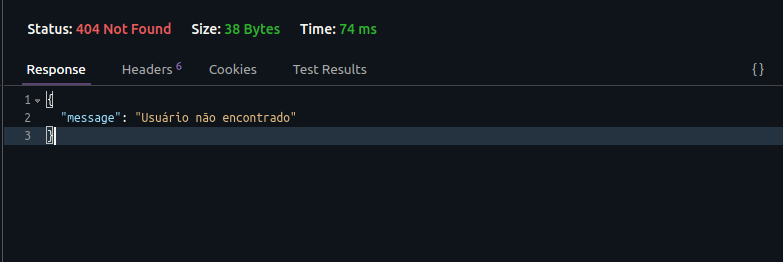 Status: 404 Not Found Size: 38 Bytes Time: 74 ms
Response Headers 6 Cookies Test Results {}
1 {
2 "message": "Usuário não encontrado"
3 }